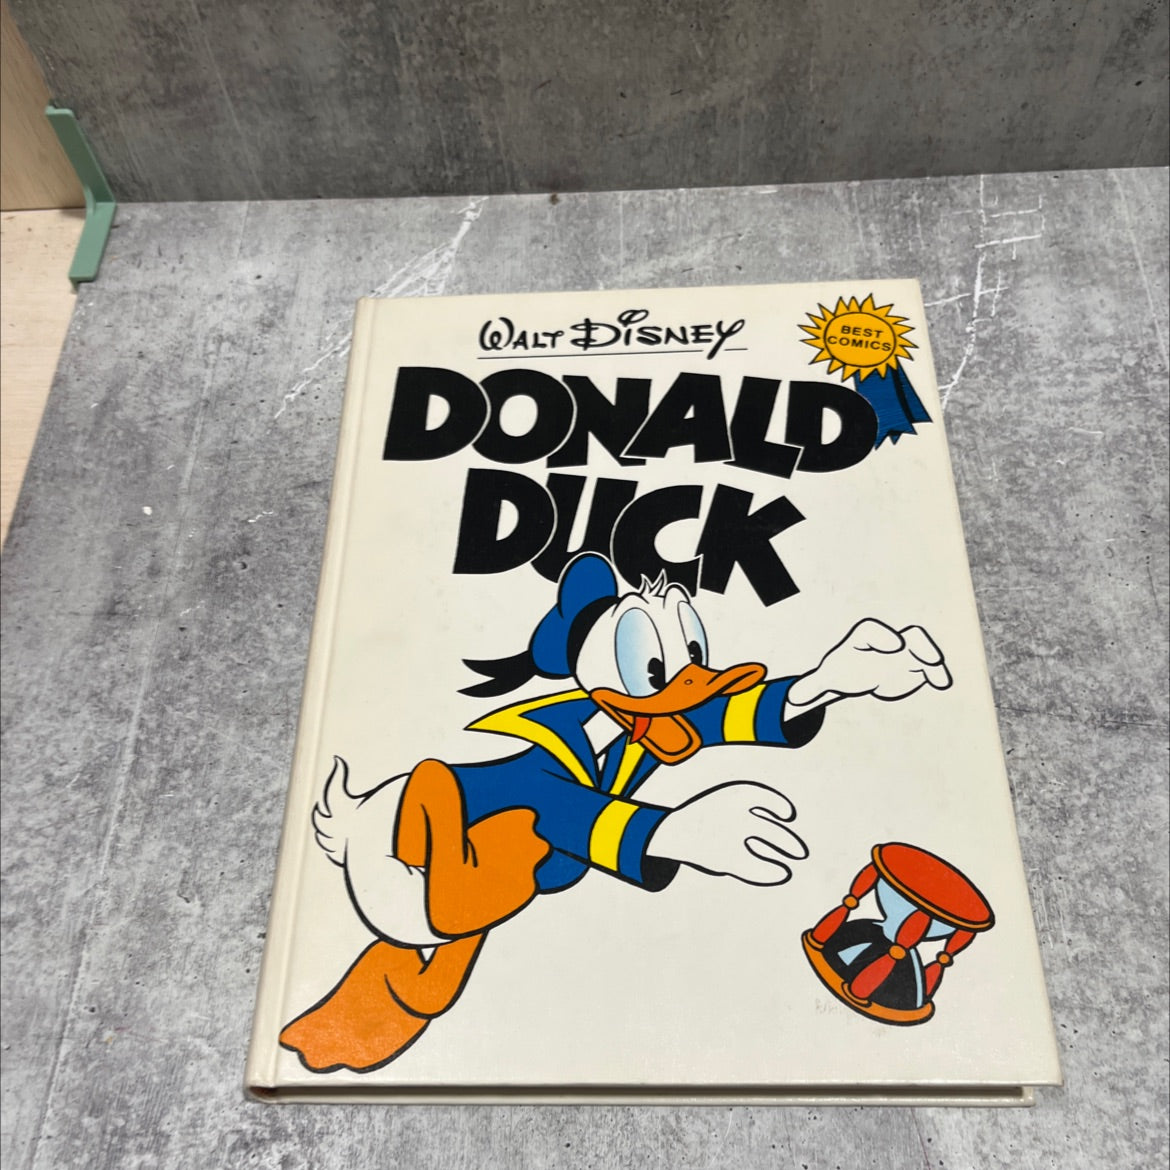 WALT DISNEY
DONALD
DUCK
BEST
COMICS